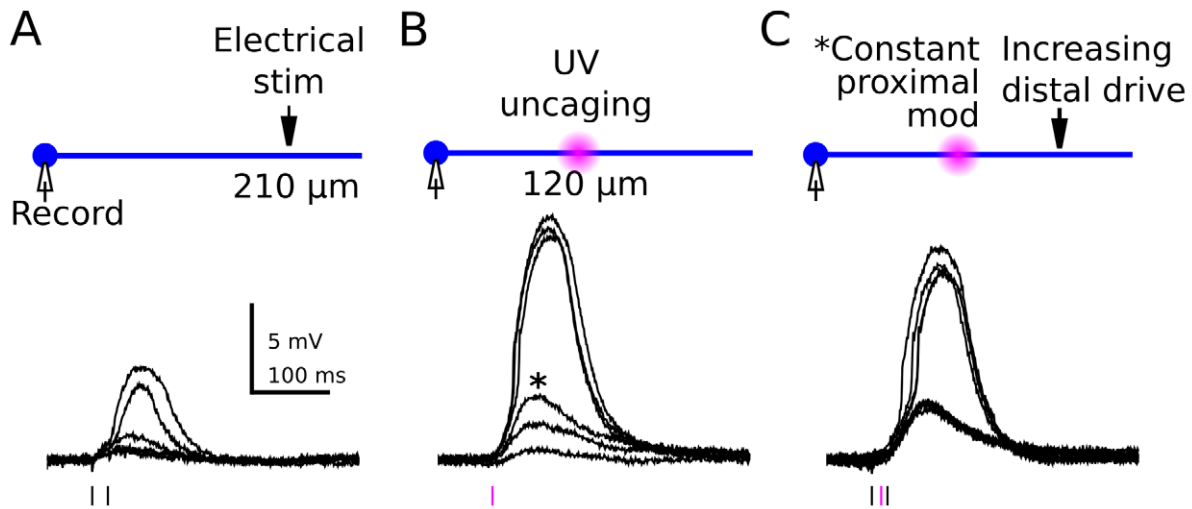 A
Electrical
stim
210 μm
Record
5 mV
100 ms
B
UV
uncaging
120 μm
*
C
*Constant
proximal
mod
Increasing
distal drive